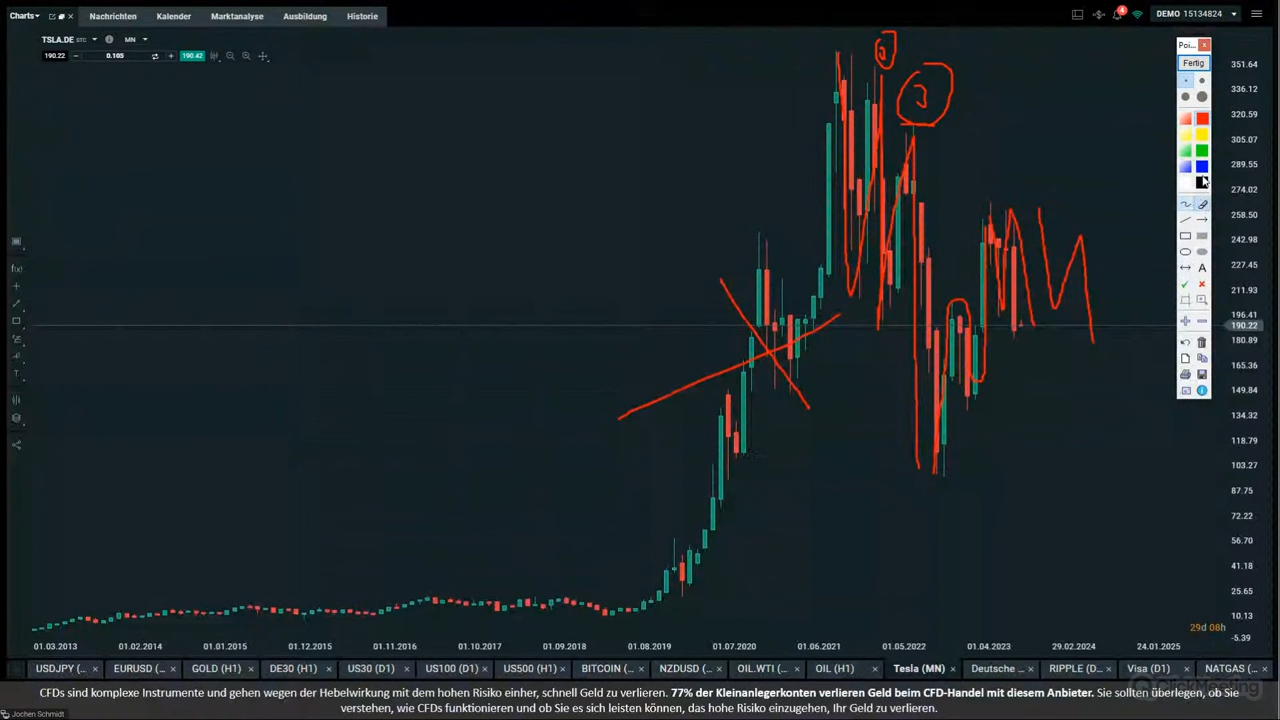 Charts Nachrichten Kalender Marktanalyse Ausbildung Historie 4 DEMO 15134824
TSLA.DE STC MN
190.22 0.105 190.42
Poi...
Fertig
3
351.64
336.12
320.59
305.07
289.55
274.02
258.50
242.98
227.45
211.93
196.41
190.22
180.88
165.36
149.84
134.32
118.79
103.27
87.75
72.22
56.70
41.18
25.65
10.13
-5.39
f(x)
T
A
29d 08h
01.03.2013 01.02.2014 01.01.2015 01.12.2015 01.11.2016 01.10.2017 01.09.2018 01.08.2019 01.07.2020 01.06.2021 01.05.2022 01.04.2023 29.02.2024 24.01.2025
USDJPY (... EURUSD (... GOLD (H1) DE30 (H1) US30 (D1) US100 (D1) US500 (H1) BITCOIN (... NZDUSD (... OIL.WTI (... OIL (H1) Tesla (MN) Deutsche ... RIPPLE (D... Visa (D1) NATGAS (...
CFDs sind komplexe Instrumente und gehen wegen der Hebelwirkung mit dem hohen Risiko einher, schnell Geld zu verlieren. 77% der Kleinanlegerkonten verlieren Geld beim CFD-Handel mit diesem Anbieter. Sie sollten überlegen, ob Sie
verstehen, wie CFDs funktionieren und ob Sie es sich leisten können, das hohe Risiko einzugehen, Ihr Geld zu verlieren.
ClickMeeting
Jochen Schmidt